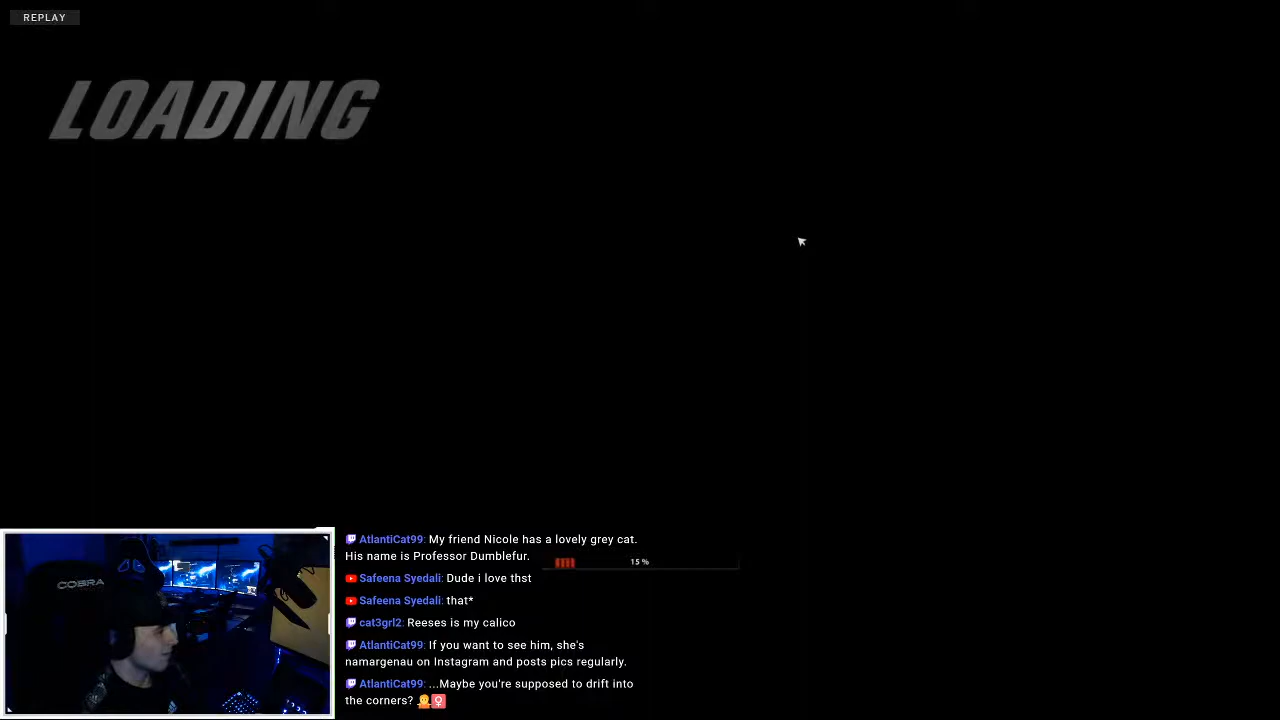 REPLAY
LOADING
AtlantiCat99: My friend Nicole has a lovely grey cat.
His name is Professor Dumblefur.
15 %
Safeena Syedali: Dude i love thst
Safeena Syedali: that*
cat3grl2: Reeses is my calico
AtlantiCat99: If you want to see him, she's
namargenau on Instagram and posts pics regularly.
AtlantiCat99: ...Maybe you're supposed to drift into
the corners? 🤷‍♀️
COBRA